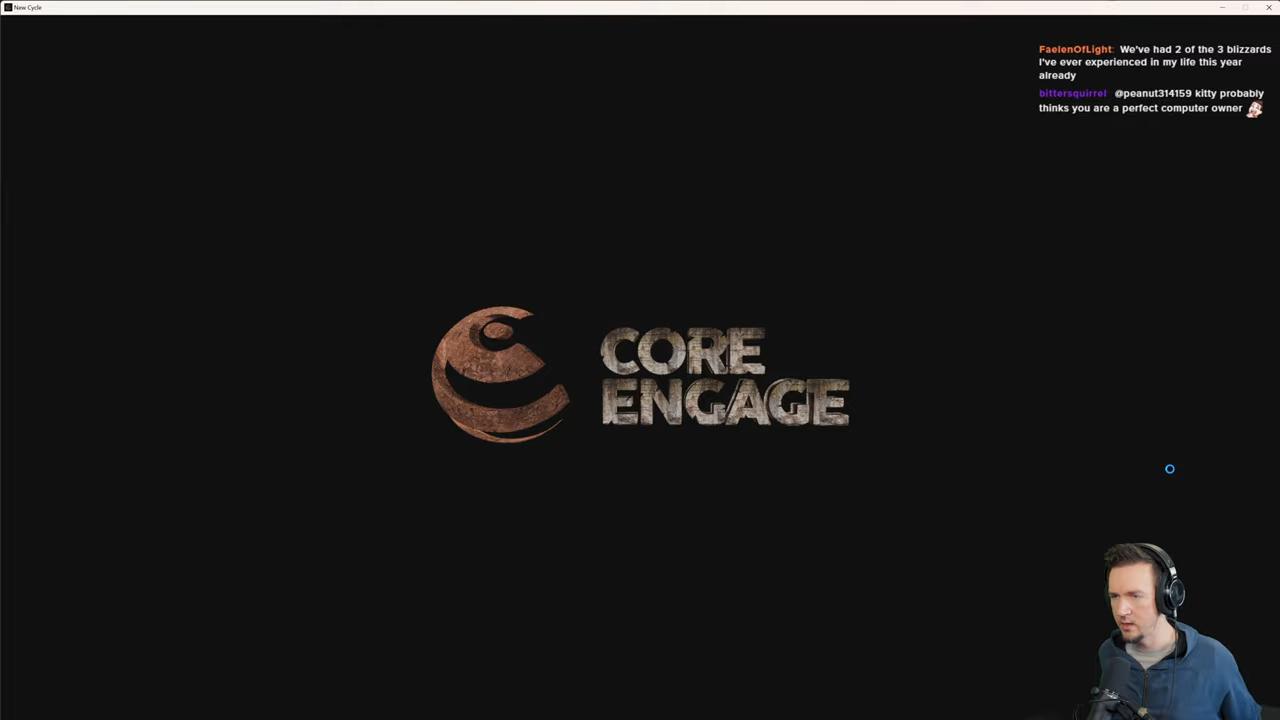 New Cycle
FaelenOfLight: We've had 2 of the 3 blizzards
I've ever experienced in my life this year
already
bittersquirrel: @peanut314159 kitty probably
thinks you are a perfect computer owner
CORE
ENGAGE